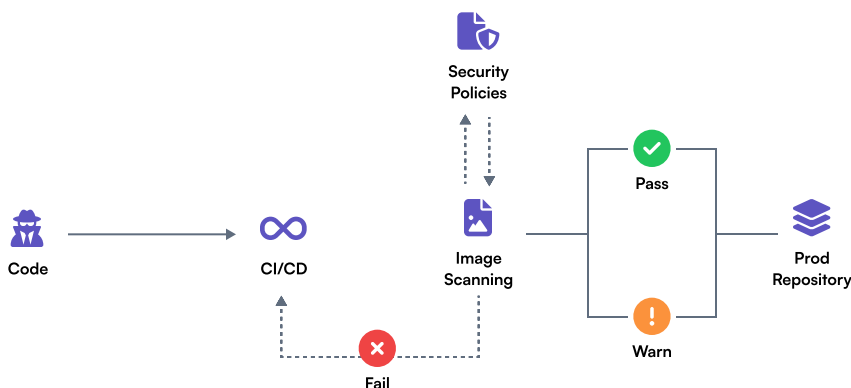 Security
Policies
Pass
Code
CI/CD
Image
Scanning
Prod
Repository
Warn
Fail